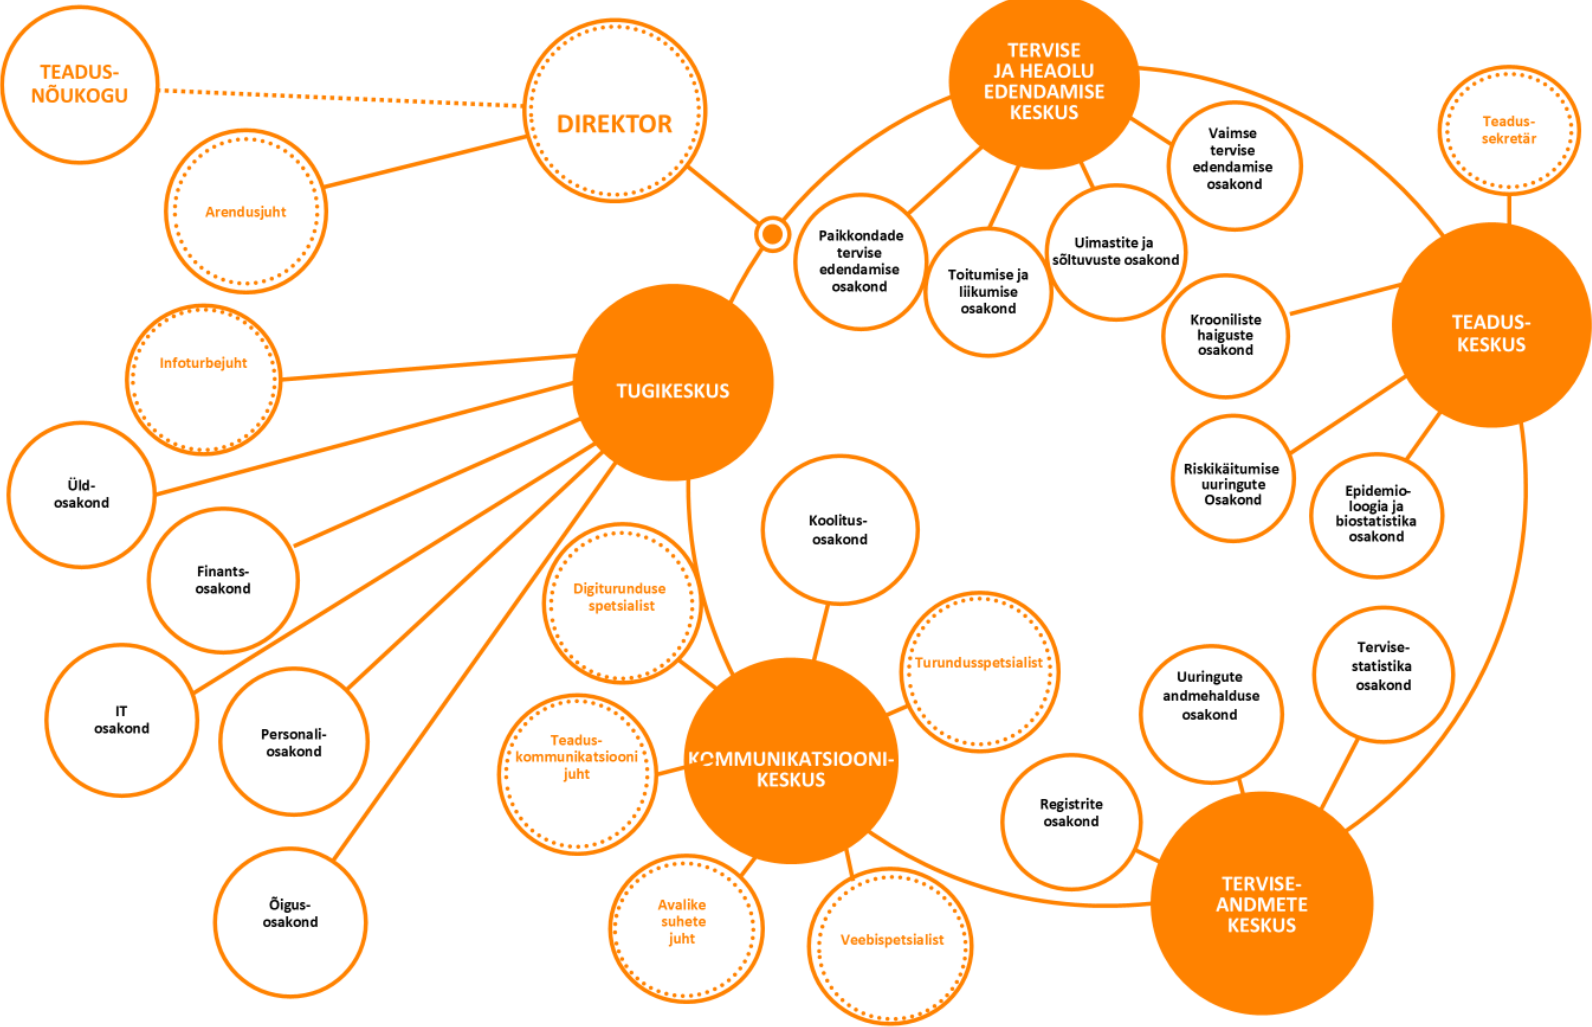 TEADUS-
NÕUKOGU
DIREKTOR
Arendusjuht
TERVISE
JA HEAOLU
EDENDAMISE
KESKUS
Vaimse
tervise
edendamise
osakond
Teadus-
sekretär
Paikkondade
tervise
edendamise
osakond
Toitumise ja
liikumise
osakond
Uimastite ja
sõltuvuste osakond
Krooniliste
haiguste
osakond
TEADUS-
KESKUS
Infoturbejuht
TUGIKESKUS
Üld-
osakond
Finants-
osakond
IT
osakond
Personali-
osakond
Õigus-
osakond
Riskikäitumise
uuringute
Osakond
Epidemio-
loogia ja
biostatistika
osakond
Koolitus-
osakond
Digiturunduse
spetsialist
Turundusspetsialist
Teadus-
kommunikatsiooni
juht
KOMMUNIKATSIOONI-
KESKUS
Avalike
suhete
juht
Veebispetsialist
Uuringute
andmehalduse
osakond
Tervise-
statistika
osakond
Registrite
osakond
TERVISE-
ANDMETE
KESKUS